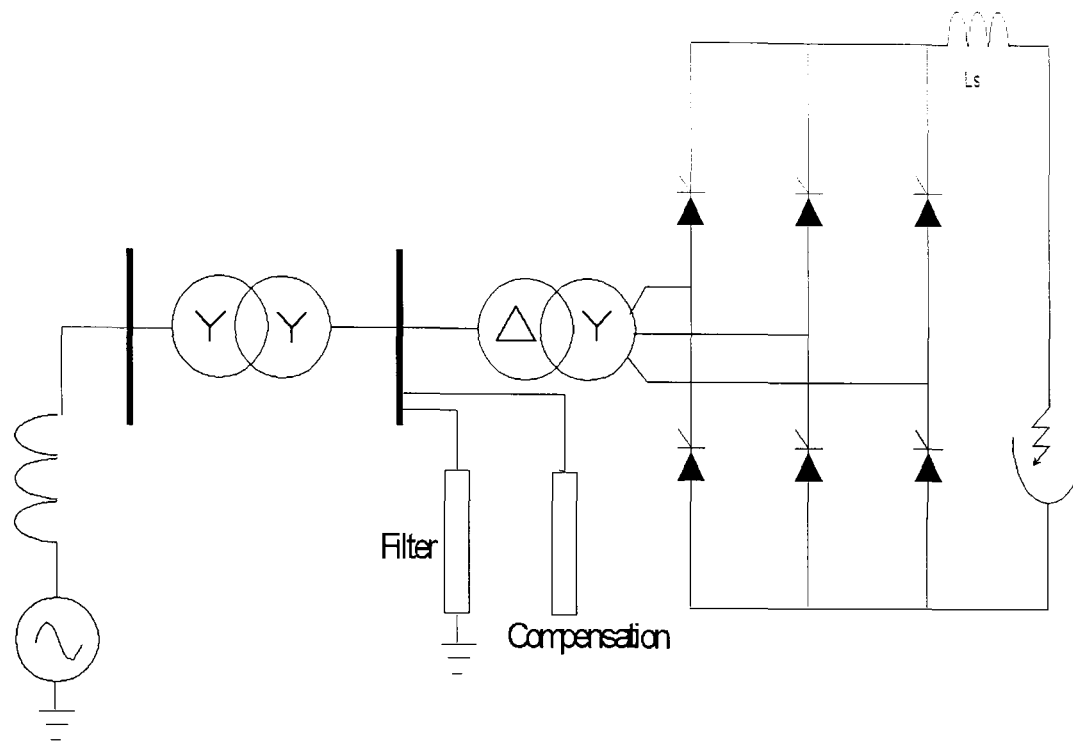 Ls
Y Y
Δ Y
Filter
Compensation